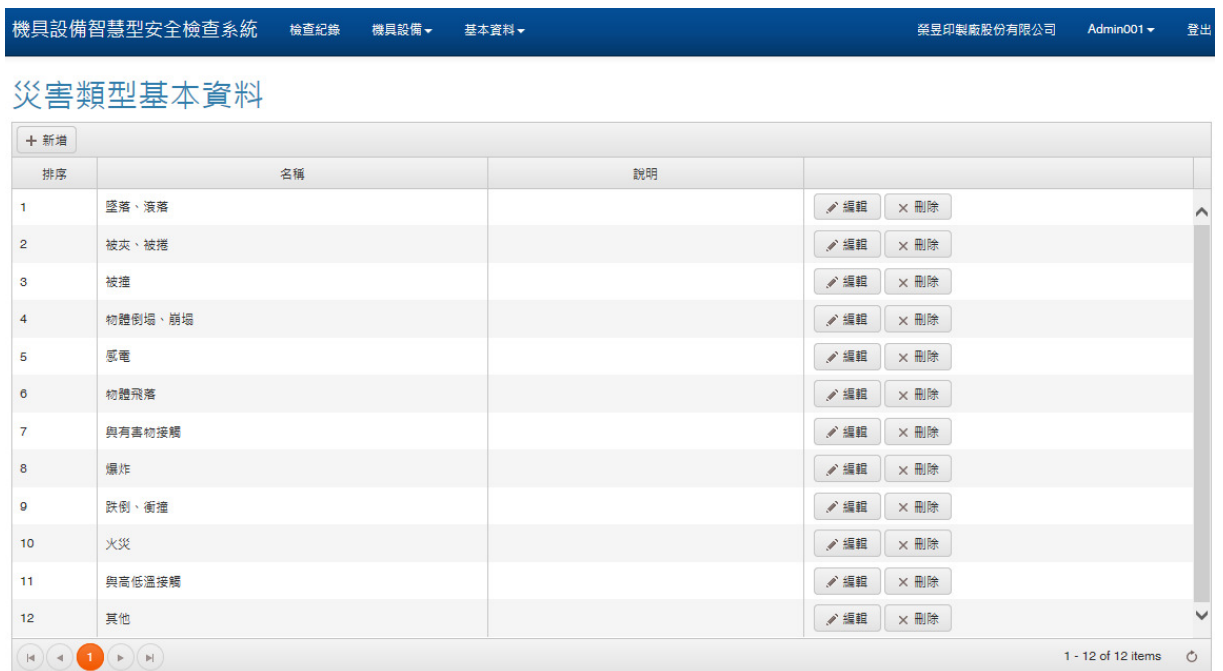 機具設備智慧型安全檢查系統 檢查紀錄 機具設備 基本資料 榮昱印製廠股份有限公司 Admin001 登出
災害類型基本資料
新增
排序 名稱 說明
1 墜落、滾落 編輯 刪除
2 被夾、被捲 編輯 刪除
3 被撞 編輯 刪除
4 物體倒塌、崩塌 編輯 刪除
5 感電 編輯 刪除
6 物體飛落 編輯 刪除
7 與有害物接觸 編輯 刪除
8 爆炸 編輯 刪除
9 跌倒、衝撞 編輯 刪除
10 火災 編輯 刪除
11 與高低溫接觸 編輯 刪除
12 其他 編輯 刪除
1 1 - 12 of 12 items